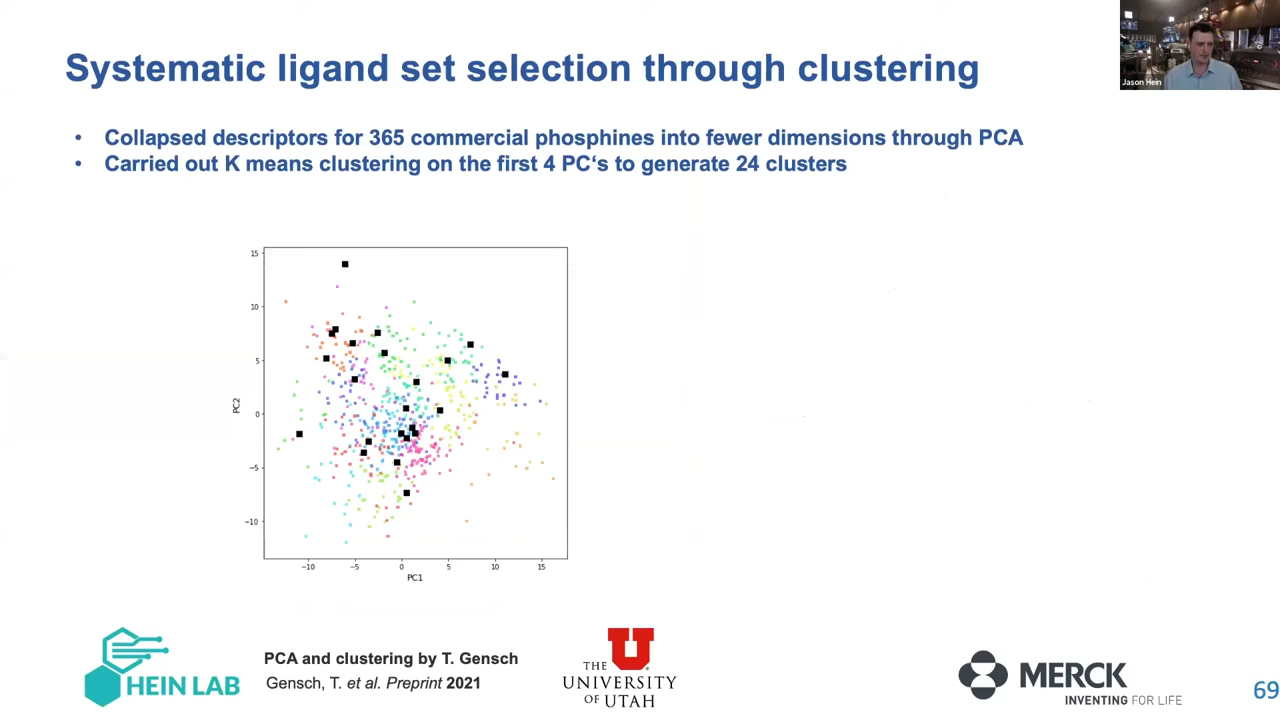 Systematic ligand set selection through clustering
Jason Hein
• Collapsed descriptors for 365 commercial phosphines into fewer dimensions through PCA
• Carried out K means clustering on the first 4 PC‘s to generate 24 clusters
15
10
5
0
−5
−10
PC2
−10 −5 0 5 10 15
PC1
HEIN LAB
PCA and clustering by T. Gensch
Gensch, T. et al. Preprint 2021
THE U
UNIVERSITY
OF UTAH
MERCK
INVENTING FOR LIFE
69